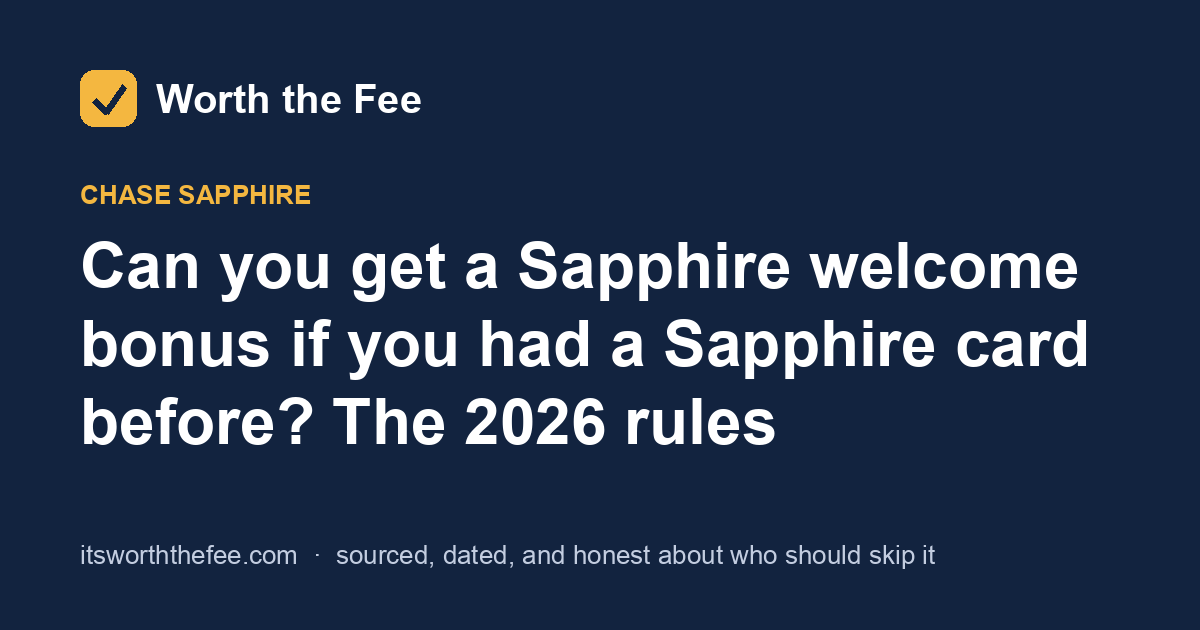 Worth the Fee
CHASE SAPPHIRE
Can you get a Sapphire welcome
bonus if you had a Sapphire card
before? The 2026 rules
itsworththefee.com · sourced, dated, and honest about who should skip it